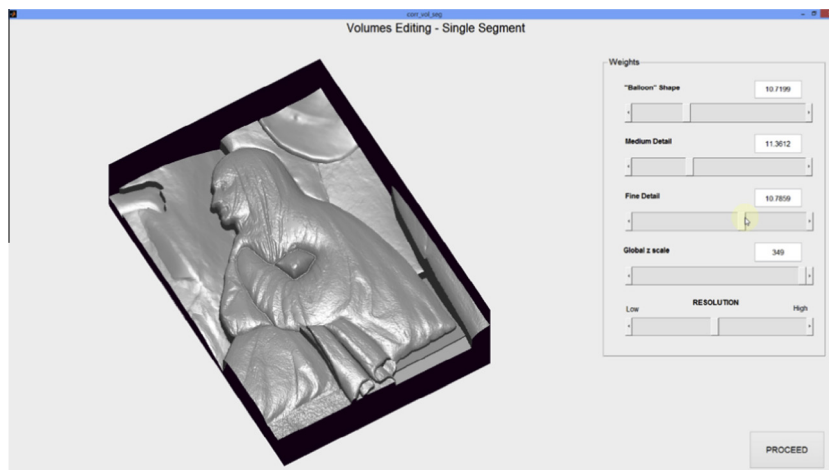 corr_vol_seg
Volumes Editing - Single Segment
Weights
"Balloon" Shape
10.7199
Medium Detail
11.3612
Fine Detail
10.7859
Global z scale
349
RESOLUTION
Low
High
PROCEED